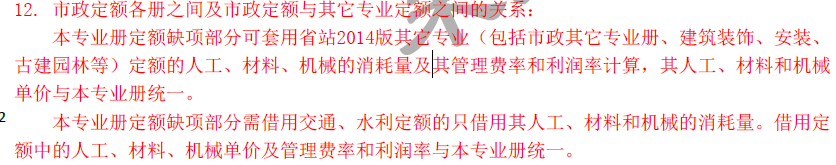 12. 市政定额各册之间及市政定额与其它专业定额之间的关系：
本专业册定额缺项部分可套用省站2014版其它专业（包括市政其它专业册、建筑装饰、安装、
古建园林等）定额的人工、材料、机械的消耗量及其管理费率和利润率计算，其人工、材料和机械
单价与本专业册统一。
2
本专业册定额缺项部分需借用交通、水利定额的只借用其人工、材料和机械的消耗量。借用定
额中的人工、材料、机械单价及管理费率和利润率与本专业册统一。